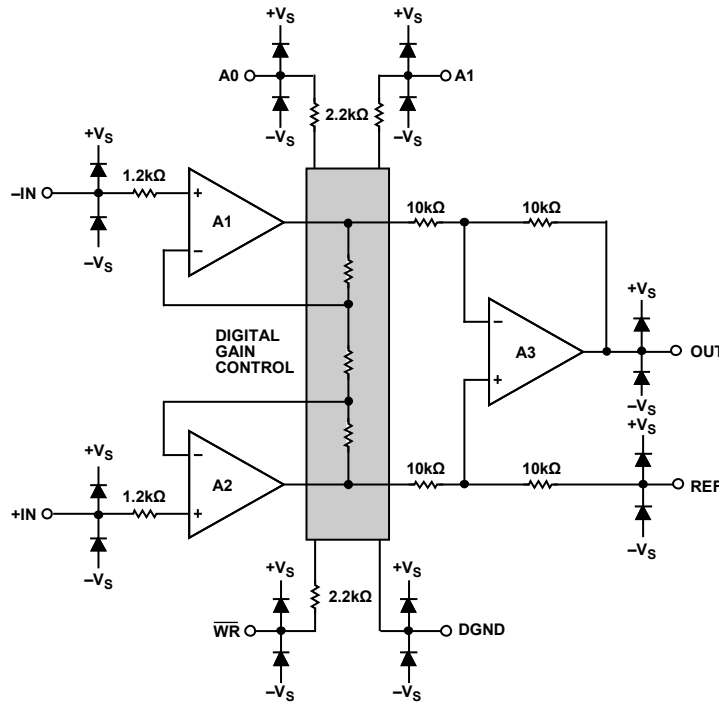 +VS
+VS
A0
A1
2.2kΩ
–VS
–VS
+VS
1.2kΩ
–IN
+
A1
–
–VS
10kΩ
10kΩ
DIGITAL
GAIN
CONTROL
+VS
–
A3
+
OUT
–VS
+VS
–
A2
+
+VS
1.2kΩ
+IN
–VS
10kΩ
10kΩ
REF
–VS
+VS
2.2kΩ
+VS
WR
DGND
–VS
–VS